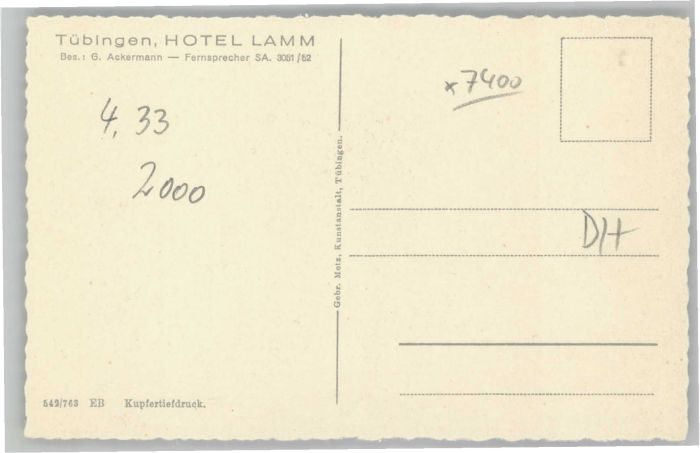 Tübingen, HOTEL LAMM
Bes.: G. Ackermann — Fernsprecher SA. 3051/52
4. 33
2000
x7400
Gebr. Metz, Kunstanstalt, Tübingen.
DH
542/763 EB Kupfertiefdruck.